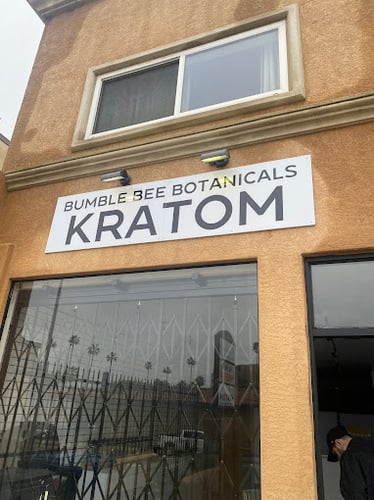 BUMBLE BEE BOTANICALS
KRATOM